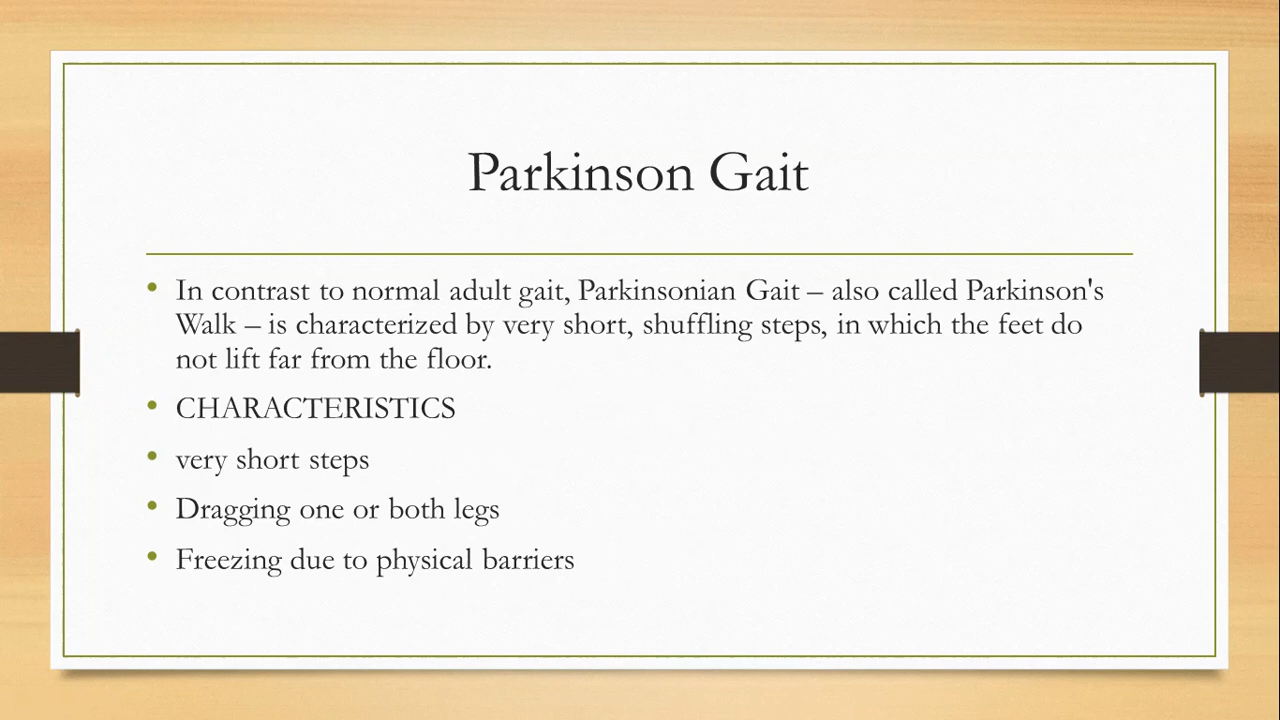 Parkinson Gait
• In contrast to normal adult gait, Parkinsonian Gait – also called Parkinson's
Walk – is characterized by very short, shuffling steps, in which the feet do
not lift far from the floor.
• CHARACTERISTICS
• very short steps
• Dragging one or both legs
• Freezing due to physical barriers